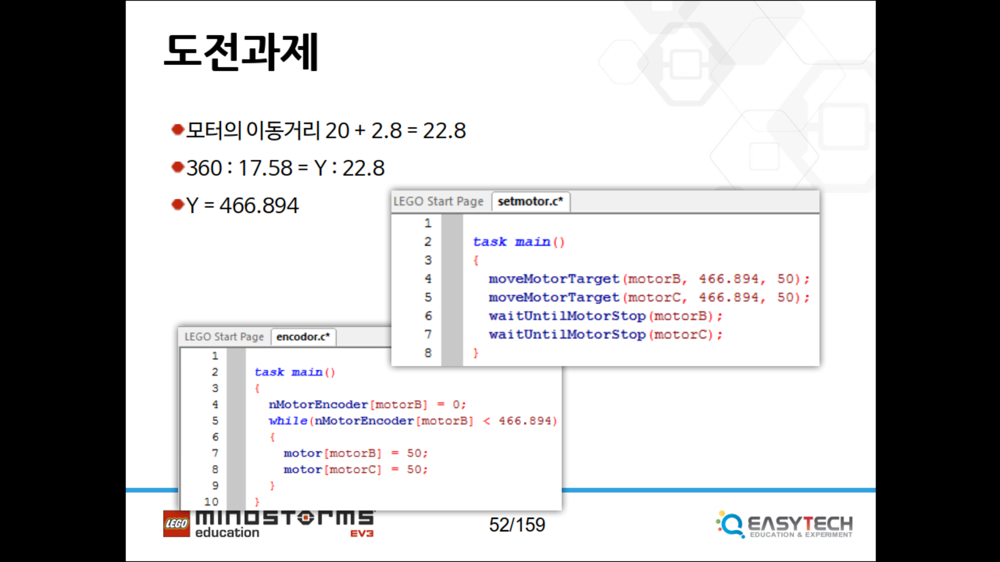 도전과제
모터의 이동거리 20 + 2.8 = 22.8
360 : 17.58 = Y : 22.8
Y = 466.894
LEGO Start Page setmotor.c*
1
2 task main()
3 {
4 moveMotorTarget(motorB, 466.894, 50);
5 moveMotorTarget(motorC, 466.894, 50);
6 waitUntilMotorStop(motorB);
7 waitUntilMotorStop(motorC);
8 }
LEGO Start Page encodor.c*
1
2 task main()
3 {
4 nMotorEncoder[motorB] = 0;
5 while(nMotorEncoder[motorB] < 466.894)
6 {
7 motor[motorB] = 50;
8 motor[motorC] = 50;
9 }
10 }
LEGO mindstorms
education EV3
52/159
EASYTECH
EDUCATION & EXPERIMENT